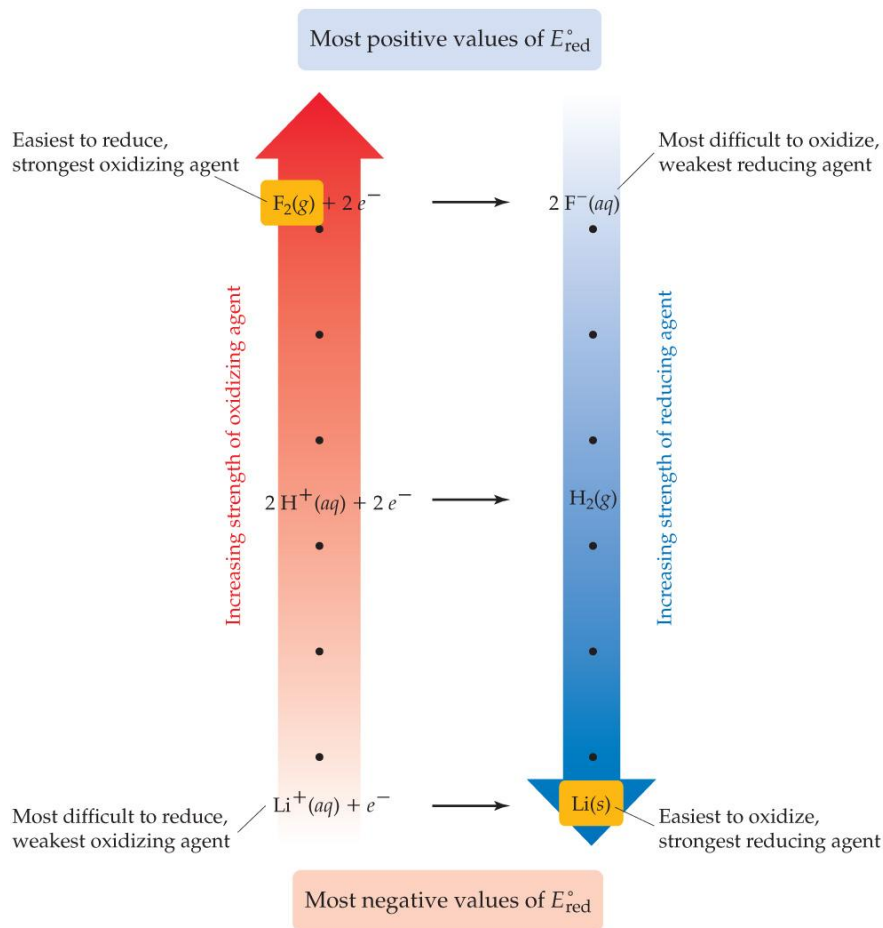 Most positive values of E°red
Easiest to reduce,
strongest oxidizing agent
Most difficult to oxidize,
weakest reducing agent
F₂(g) + 2 e⁻ ⟶ 2 F⁻(aq)
Increasing strength of oxidizing agent
Increasing strength of reducing agent
2 H⁺(aq) + 2 e⁻ ⟶ H₂(g)
Li⁺(aq) + e⁻ ⟶ Li(s)
Most difficult to reduce,
weakest oxidizing agent
Easiest to oxidize,
strongest reducing agent
Most negative values of E°red